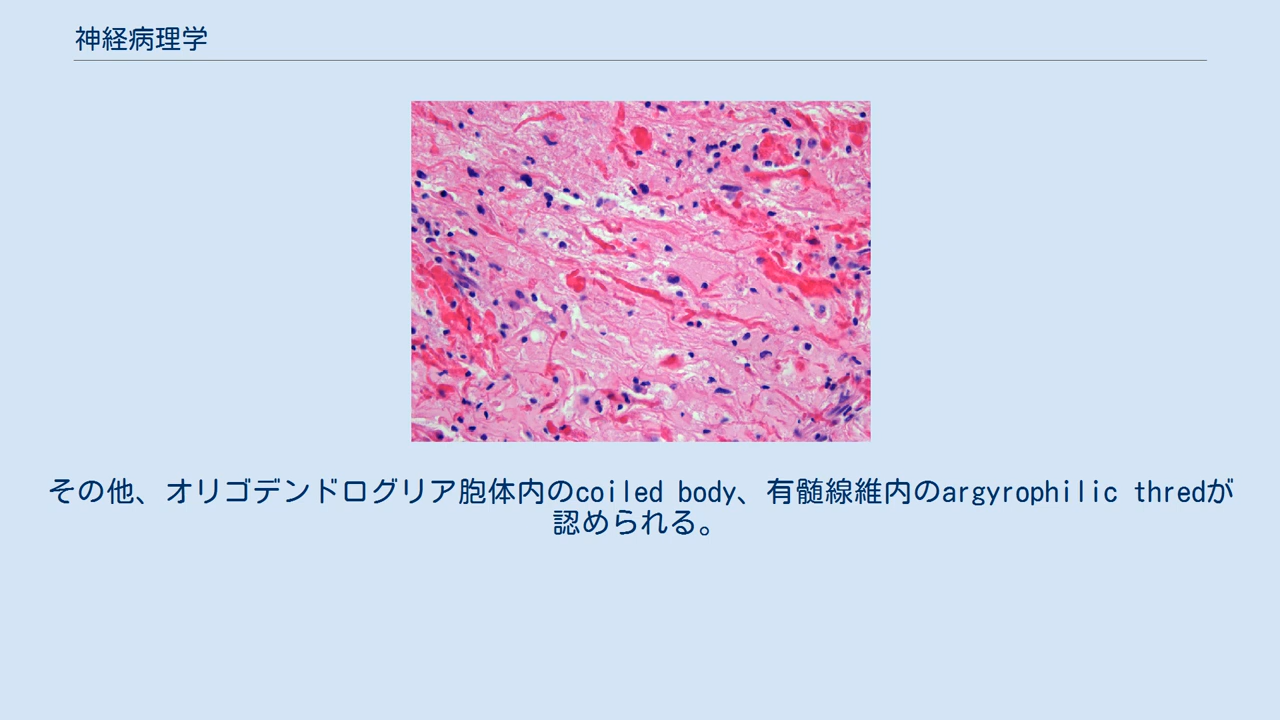 神経病理学
その他、オリゴデンドログリア胞体内のcoiled body、有髄線維内のargyrophilic thredが
認められる。